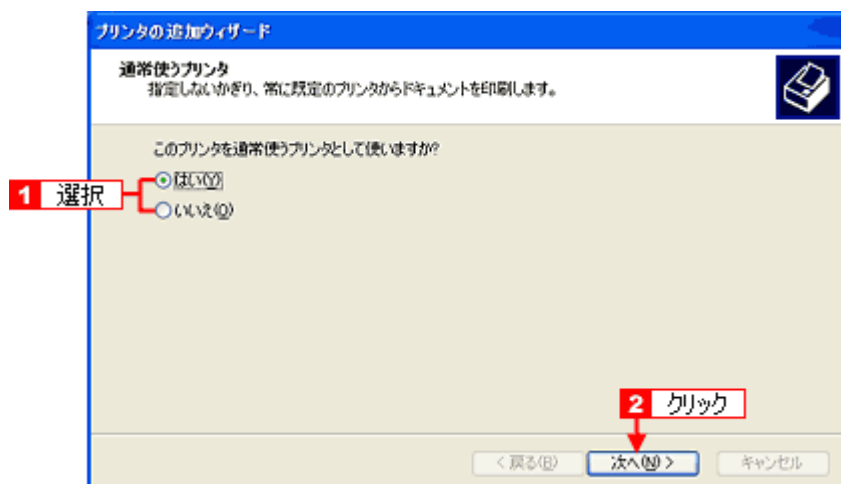 プリンタの追加ウィザード
通常使うプリンタ
指定しないかぎり、常に既定のプリンタからドキュメントを印刷します。
このプリンタを通常使うプリンタとして使いますか?
1 選択
はい(Y)
いいえ(O)
2 クリック
< 戻る(B)
次へ(N) >
キャンセル